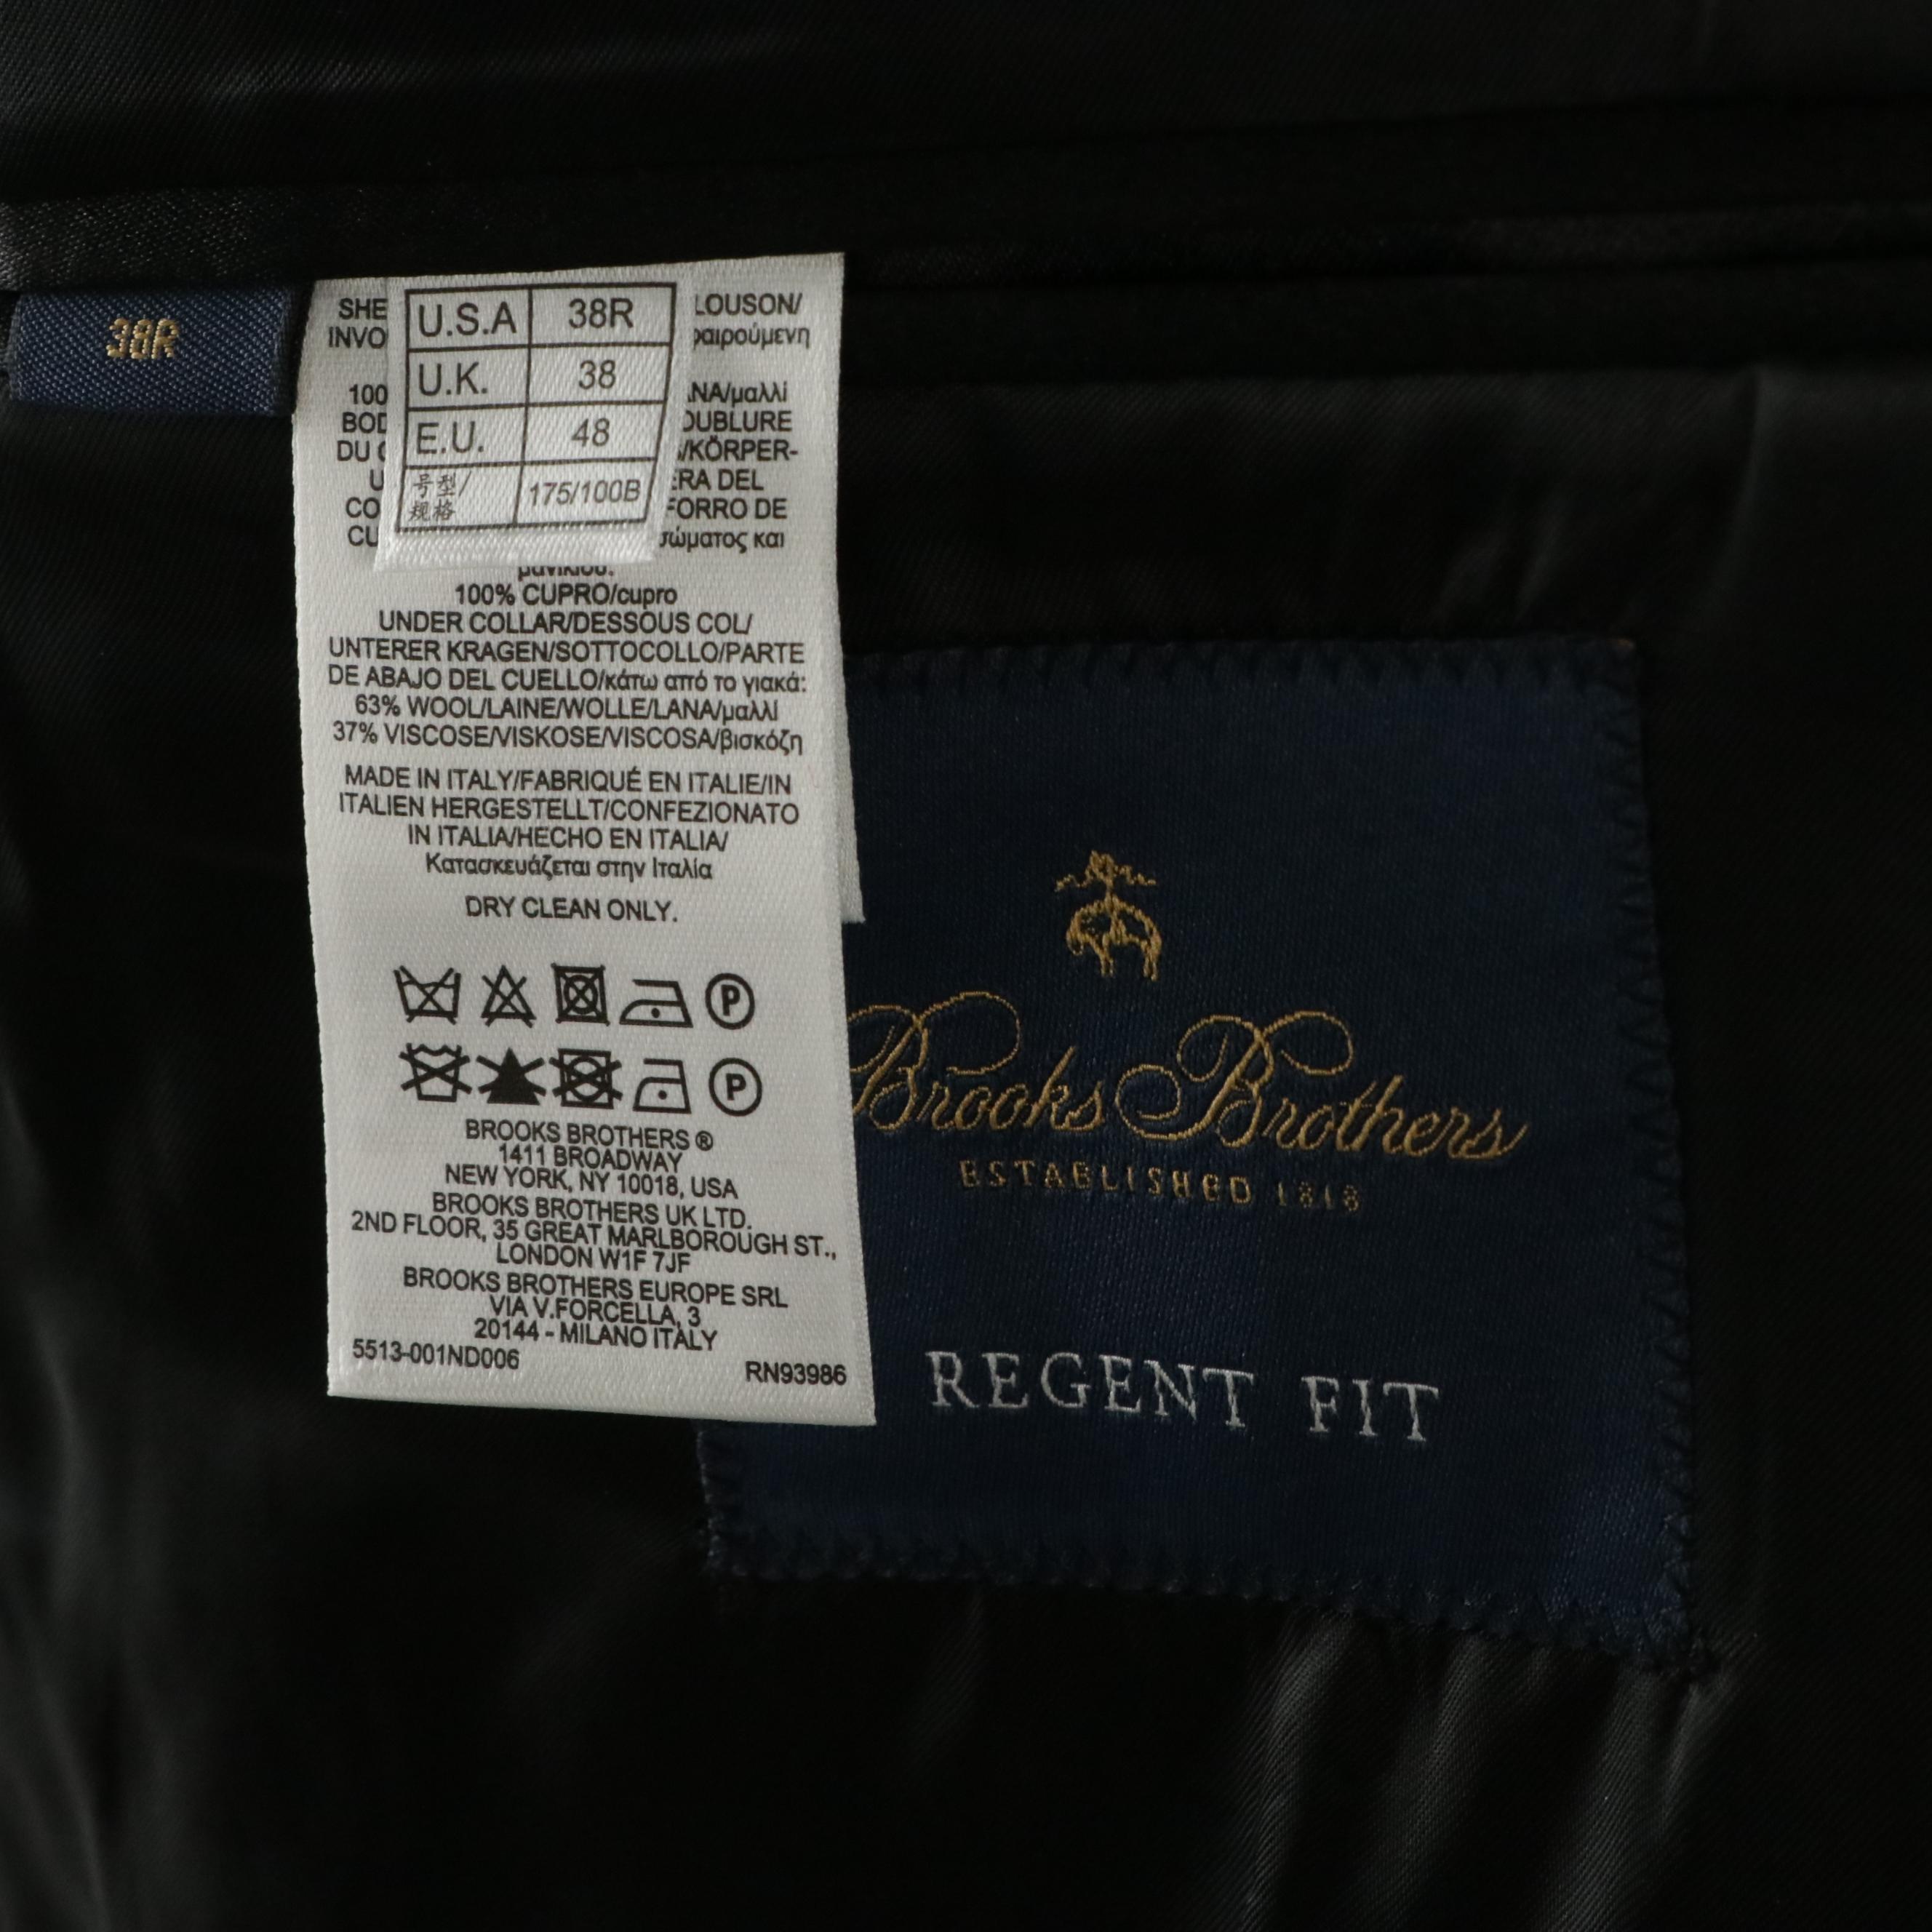 38R
U.S.A 38R
U.K. 38
E.U. 48
号型/规格 175/100B
SHE
LOUSON/
INVO
ραιρούμενη
100
NA/μαλλί
BOD
OUBLURE
DU
/KÖRPER-
U
ERA DEL
CO
FORRO DE
CU
σώματος και
μανικιού:
100% CUPRO/cupro
UNDER COLLAR/DESSOUS COL/
UNTERER KRAGEN/SOTTOCOLLO/PARTE
DE ABAJO DEL CUELLO/κάτω από το γιακά:
63% WOOL/LAINE/WOLLE/LANA/μαλλί
37% VISCOSE/VISKOSE/VISCOSA/βισκόζη
MADE IN ITALY/FABRIQUÉ EN ITALIE/IN
ITALIEN HERGESTELLT/CONFEZIONATO
IN ITALIA/HECHO EN ITALIA/
Κατασκευάζεται στην Ιταλία
DRY CLEAN ONLY.
P
P
BROOKS BROTHERS ®
1411 BROADWAY
NEW YORK, NY 10018, USA
BROOKS BROTHERS UK LTD.
2ND FLOOR, 35 GREAT MARLBOROUGH ST.,
LONDON W1F 7JF
BROOKS BROTHERS EUROPE SRL
VIA V.FORCELLA, 3
20144 - MILANO ITALY
5513-001ND006 RN93986
Brooks Brothers
ESTABLISHED 1818
REGENT FIT